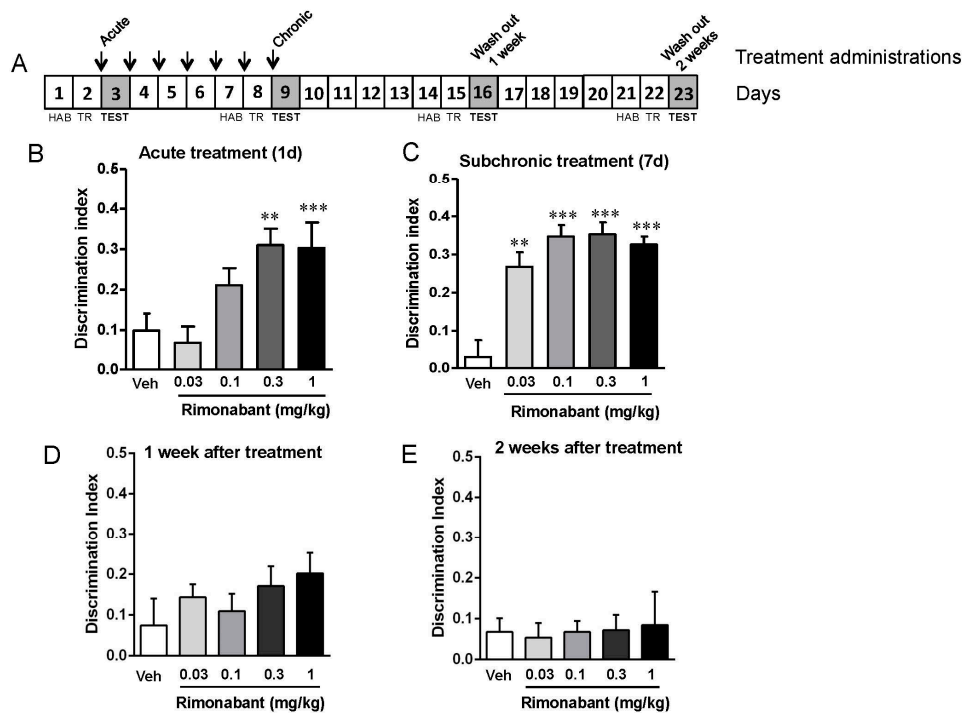 Acute
Chronic
Wash out
1 week
Wash out
2 weeks
Treatment administrations
A
1 2 3 4 5 6 7 8 9 10 11 12 13 14 15 16 17 18 19 20 21 22 23
Days
HAB TR TEST HAB TR TEST HAB TR TEST HAB TR TEST
B
Acute treatment (1d)
Discrimination index
0.5
0.4
0.3
0.2
0.1
0.0
** ***
Veh 0.03 0.1 0.3 1
Rimonabant (mg/kg)
C
Subchronic treatment (7d)
Discrimination index
0.5
0.4
0.3
0.2
0.1
0.0
** *** *** ***
Veh 0.03 0.1 0.3 1
Rimonabant (mg/kg)
D
1 week after treatment
Discrimination Index
0.5
0.4
0.3
0.2
0.1
0.0
Veh 0.03 0.1 0.3 1
Rimonabant (mg/kg)
E
2 weeks after treatment
Discrimination Index
0.5
0.4
0.3
0.2
0.1
0.0
Veh 0.03 0.1 0.3 1
Rimonabant (mg/kg)